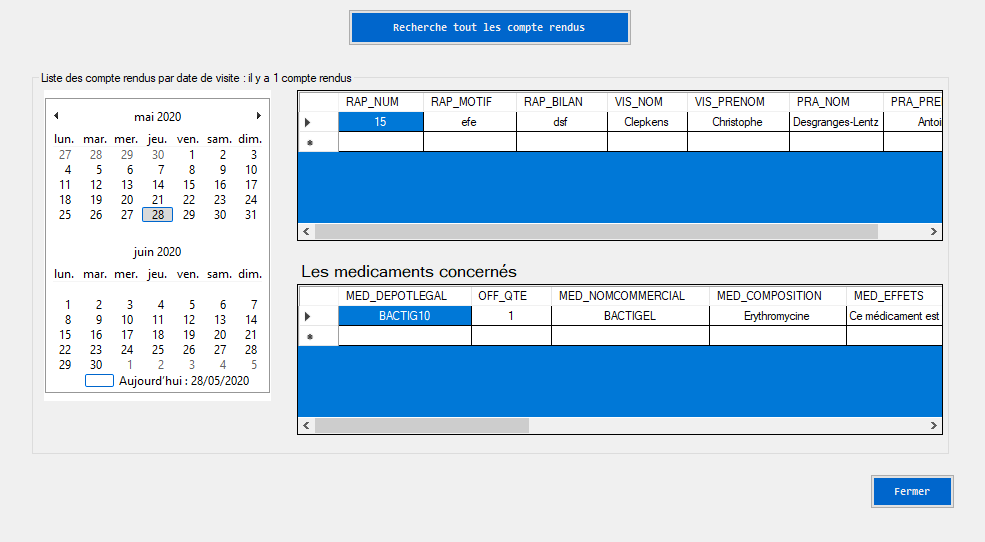 Recherche tout les compte rendus
Liste des compte rendus par date de visite : il y a 1 compte rendus
mai 2020
lun. mar. mer. jeu. ven. sam. dim.
27 28 29 30 1 2 3
4 5 6 7 8 9 10
11 12 13 14 15 16 17
18 19 20 21 22 23 24
25 26 27 28 29 30 31
juin 2020
lun. mar. mer. jeu. ven. sam. dim.
1 2 3 4 5 6 7
8 9 10 11 12 13 14
15 16 17 18 19 20 21
22 23 24 25 26 27 28
29 30 1 2 3 4 5
Aujourd'hui : 28/05/2020
RAP_NUM RAP_MOTIF RAP_BILAN VIS_NOM VIS_PRENOM PRA_NOM PRA_PRE
15 efe dsf Clepkens Christophe Desgranges-Lentz Antoi
Les medicaments concernés
MED_DEPOTLEGAL OFF_QTE MED_NOMCOMMERCIAL MED_COMPOSITION MED_EFFETS
BACTIG10 1 BACTIGEL Erythromycine Ce médicament est
Fermer